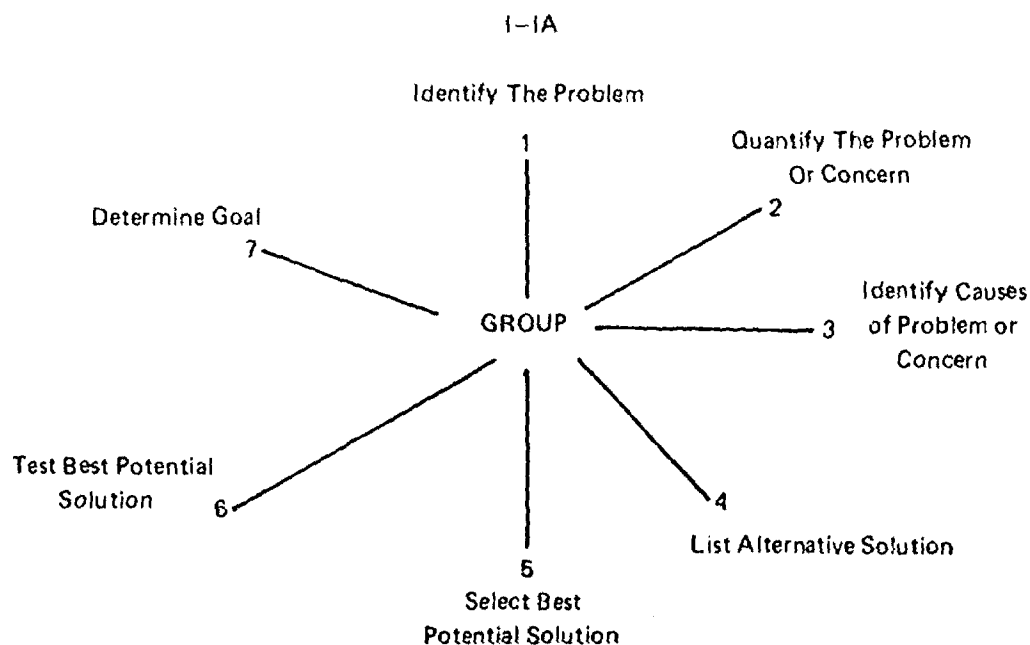 I-IA
Identify The Problem
1
Quantify The Problem
Or Concern
2
Determine Goal
7
Identify Causes
of Problem or
Concern
3
GROUP
Test Best Potential
Solution
6
4
List Alternative Solution
5
Select Best
Potential Solution